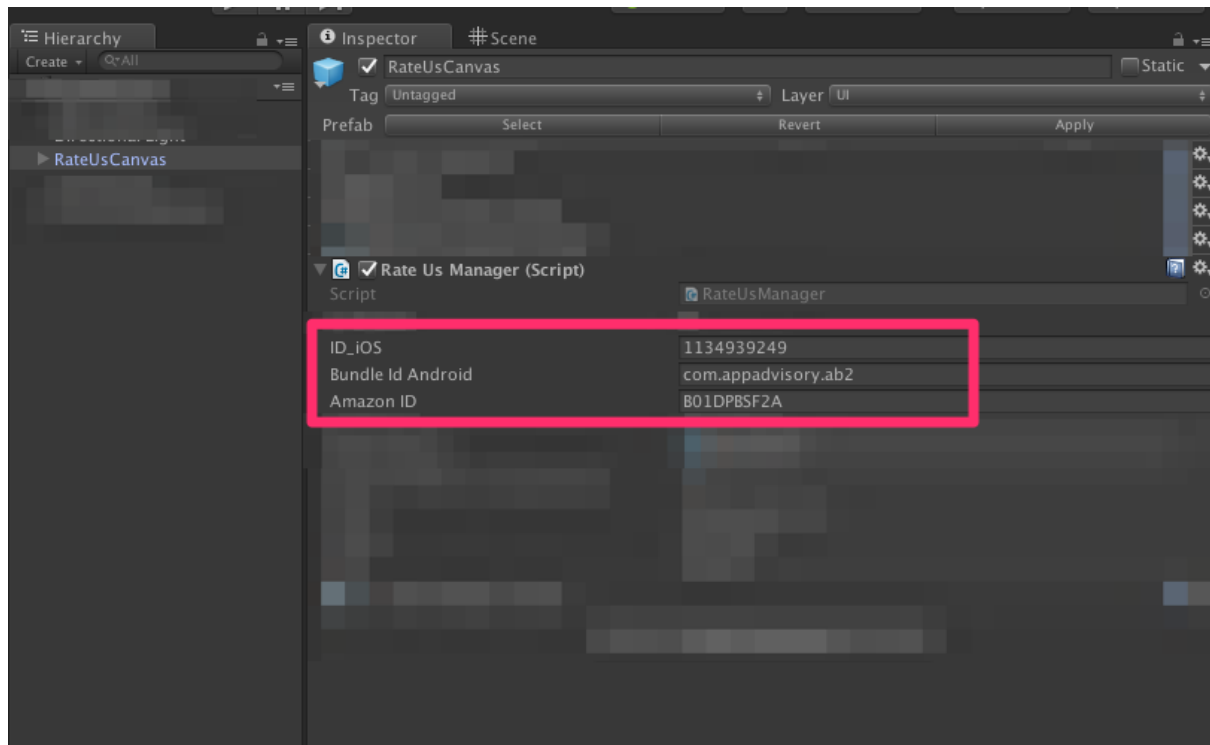 Hierarchy
Create All
RateUsCanvas
Inspector Scene
RateUsCanvas Static
Tag Untagged Layer UI
Prefab Select Revert Apply
Rate Us Manager (Script)
Script RateUsManager
ID_iOS 1134939249
Bundle Id Android com.appadvisory.ab2
Amazon ID B01DPBSF2A